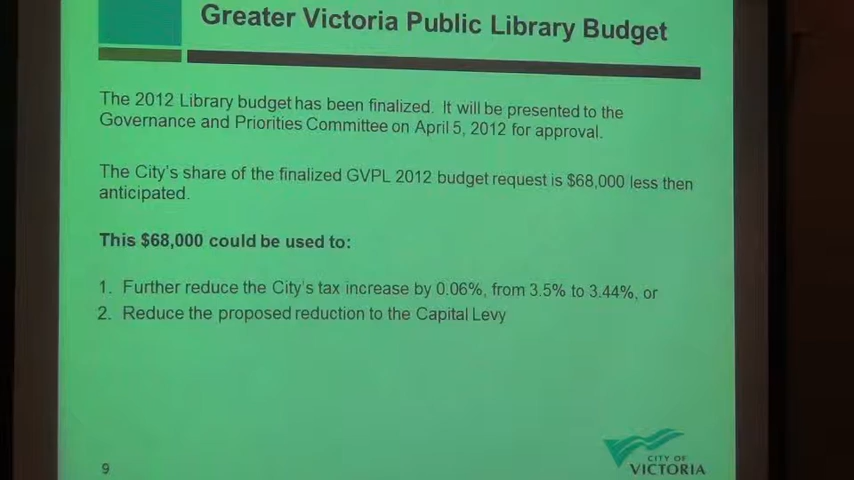 Greater Victoria Public Library Budget
The 2012 Library budget has been finalized. It will be presented to the
Governance and Priorities Committee on April 5, 2012 for approval.
The City's share of the finalized GVPL 2012 budget request is $68,000 less then
anticipated.
This $68,000 could be used to:
1. Further reduce the City's tax increase by 0.06%, from 3.5% to 3.44%, or
2. Reduce the proposed reduction to the Capital Levy
9
CITY OF
VICTORIA